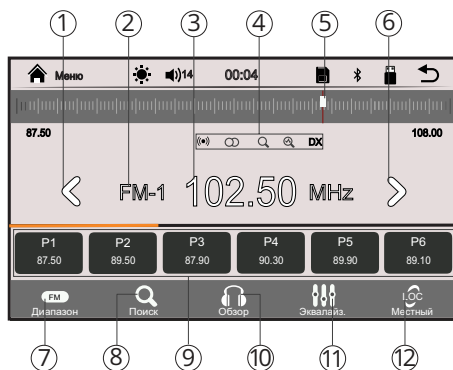 1 2 3 4 5 6
Меню 14 00:04
87.50 108.00
DX
FM-1 102.50 MHz
P1 P2 P3 P4 P5 P6
87.50 89.50 87.90 90.30 89.90 89.10
FM LOC
Диапазон Поиск Обзор Эквалайз. Местный
7 8 9 10 11 12